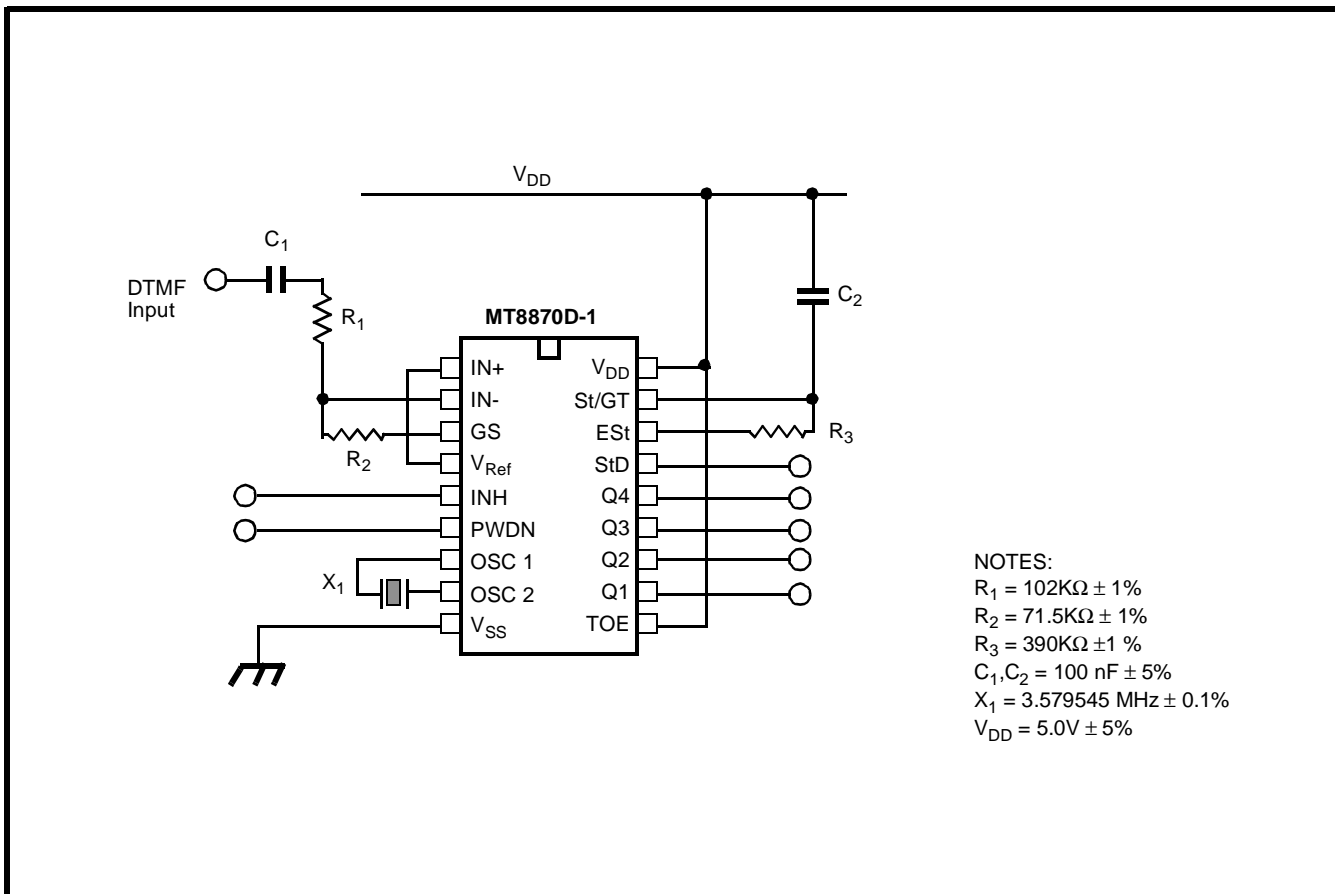 V_DD
C_1
DTMF
Input
R_1
C_2
MT8870D-1
IN+
V_DD
IN-
St/GT
GS
ESt
R_3
R_2
V_Ref
StD
INH
Q4
PWDN
Q3
OSC 1
Q2
X_1
OSC 2
Q1
V_SS
TOE
NOTES:
R_1 = 102KΩ ± 1%
R_2 = 71.5KΩ ± 1%
R_3 = 390KΩ ±1 %
C_1,C_2 = 100 nF ± 5%
X_1 = 3.579545 MHz ± 0.1%
V_DD = 5.0V ± 5%